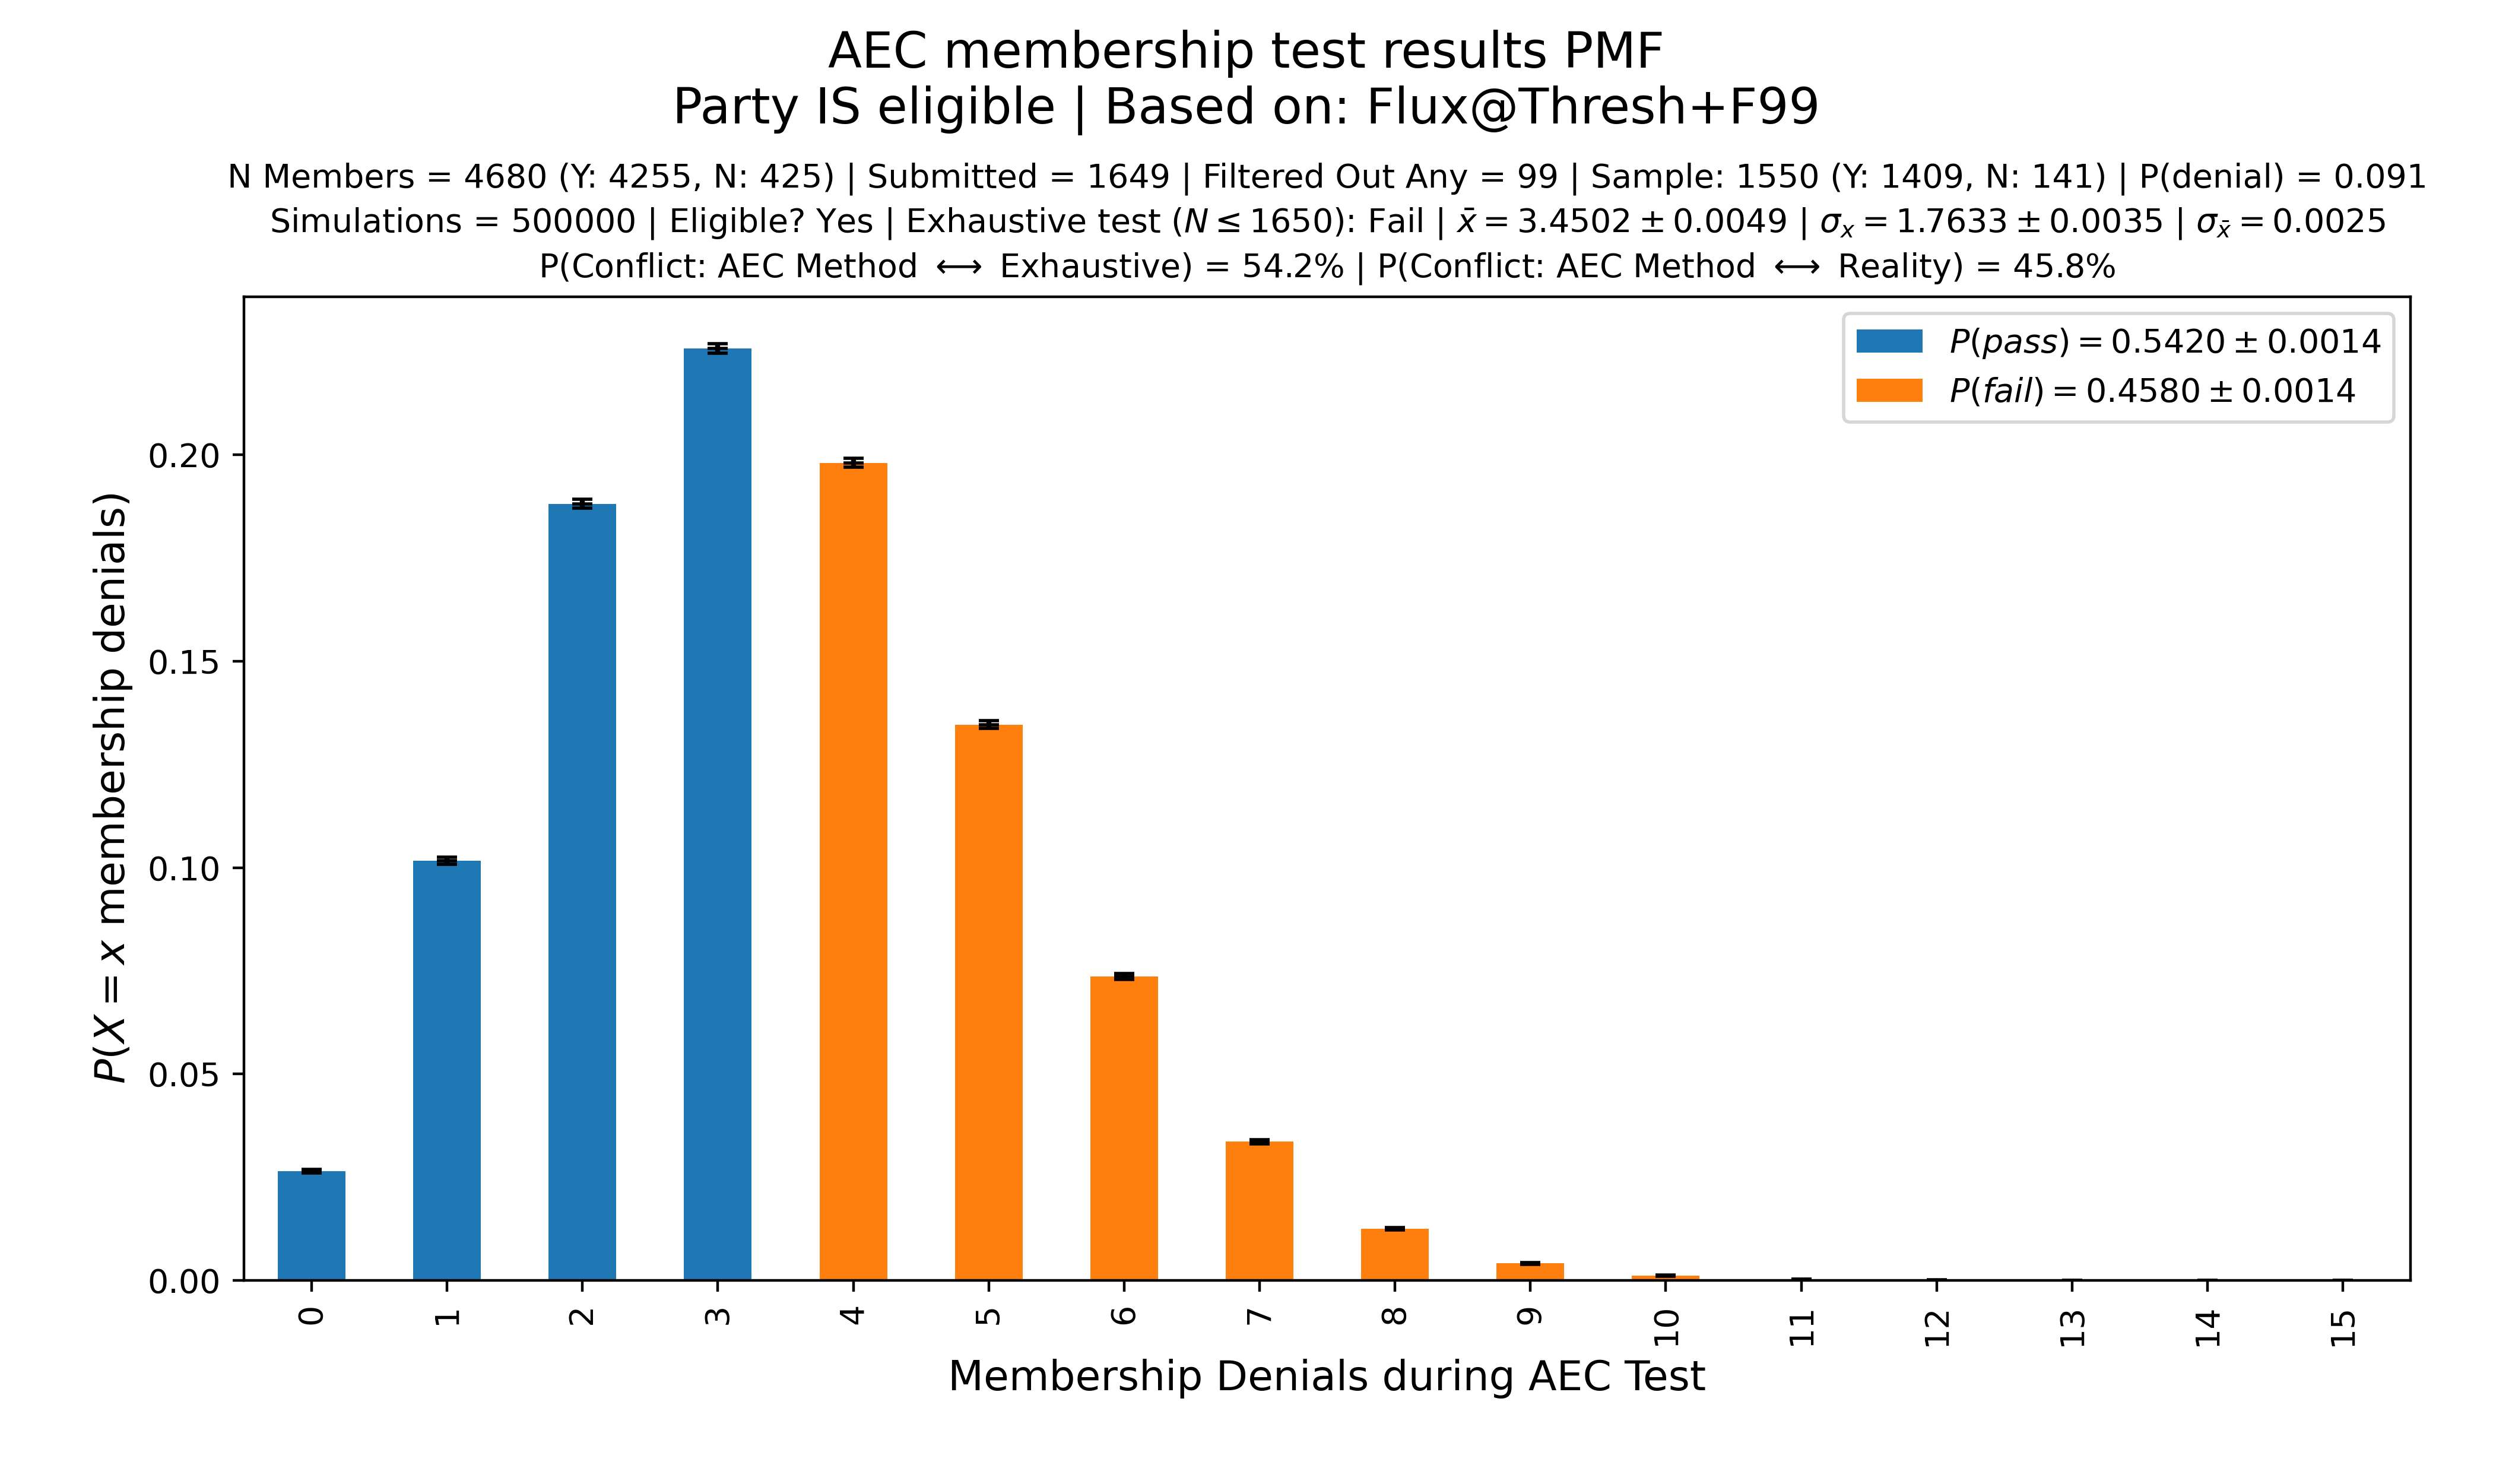 AEC membership test results PMF
Party IS eligible | Based on: Flux@Thresh+F99
N Members = 4680 (Y: 4255, N: 425) | Submitted = 1649 | Filtered Out Any = 99 | Sample: 1550 (Y: 1409, N: 141) | P(denial) = 0.091
Simulations = 500000 | Eligible? Yes | Exhaustive test (N ≤ 1650): Fail | x̄ = 3.4502 ± 0.0049 | σₓ = 1.7633 ± 0.0035 | σ_x̄ = 0.0025
P(Conflict: AEC Method ⟷ Exhaustive) = 54.2% | P(Conflict: AEC Method ⟷ Reality) = 45.8%
P(pass) = 0.5420 ± 0.0014
P(fail) = 0.4580 ± 0.0014
P(X = x membership denials)
0.20
0.15
0.10
0.05
0.00
0 1 2 3 4 5 6 7 8 9 10 11 12 13 14 15
Membership Denials during AEC Test